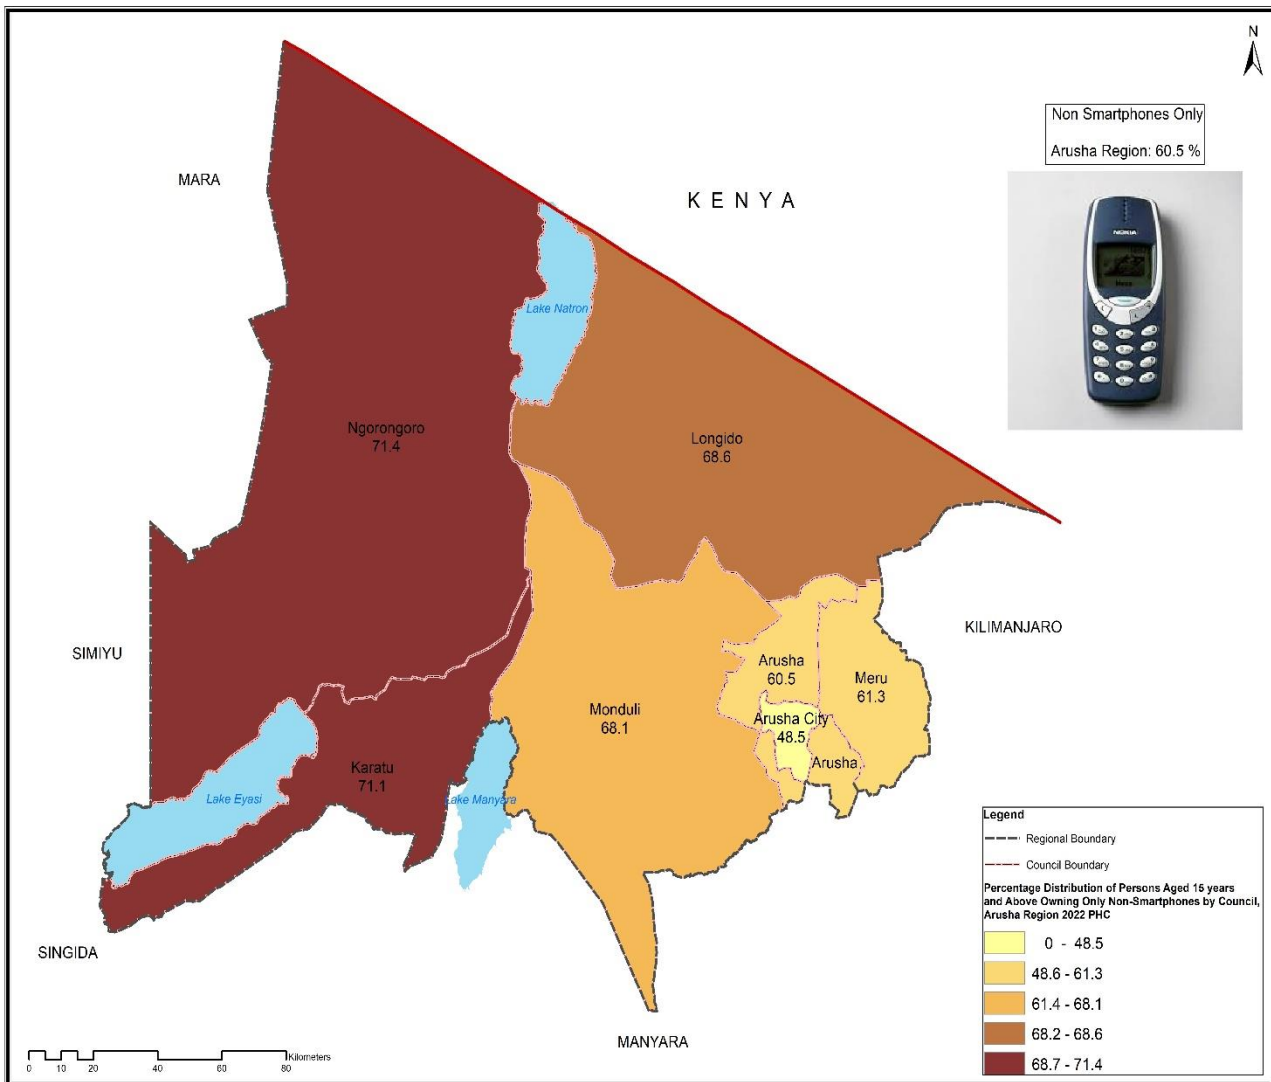 N
Non Smartphones Only
Arusha Region: 60.5 %
MARA
KENYA
NOKIA
Lake Natron
Ngorongoro
71.4
Longido
68.6
KILIMANJARO
SIMIYU
Arusha
60.5
Meru
61.3
Monduli
68.1
Arusha City
48.5
Arusha
Karatu
71.1
Lake Eyasi
Lake Manyara
SINGIDA
MANYARA
Legend
Regional Boundary
Council Boundary
Percentage Distribution of Persons Aged 15 years
and Above Owning Only Non-Smartphones by Council,
Arusha Region 2022 PHC
0 - 48.5
48.6 - 61.3
61.4 - 68.1
68.2 - 68.6
68.7 - 71.4
Kilometers
0 10 20 40 60 80